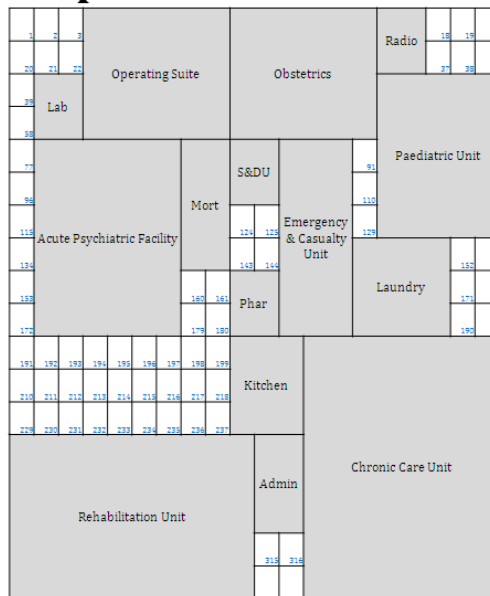 1 2 3 Radio 18 19
20 21 22 Operating Suite Obstetrics 37 38
39 Lab
58
77 S&DU 91 Paediatric Unit
96 Mort 110
115 Acute Psychiatric Facility 124 125 Emergency & Casualty Unit 129
134 143 144 152
153 160 161 Phar Laundry 171
172 179 180 190
191 192 193 194 195 196 197 198 199
210 211 212 213 214 215 216 217 218 Kitchen
229 230 231 232 233 234 235 236 237
Admin Chronic Care Unit
Rehabilitation Unit
315 316